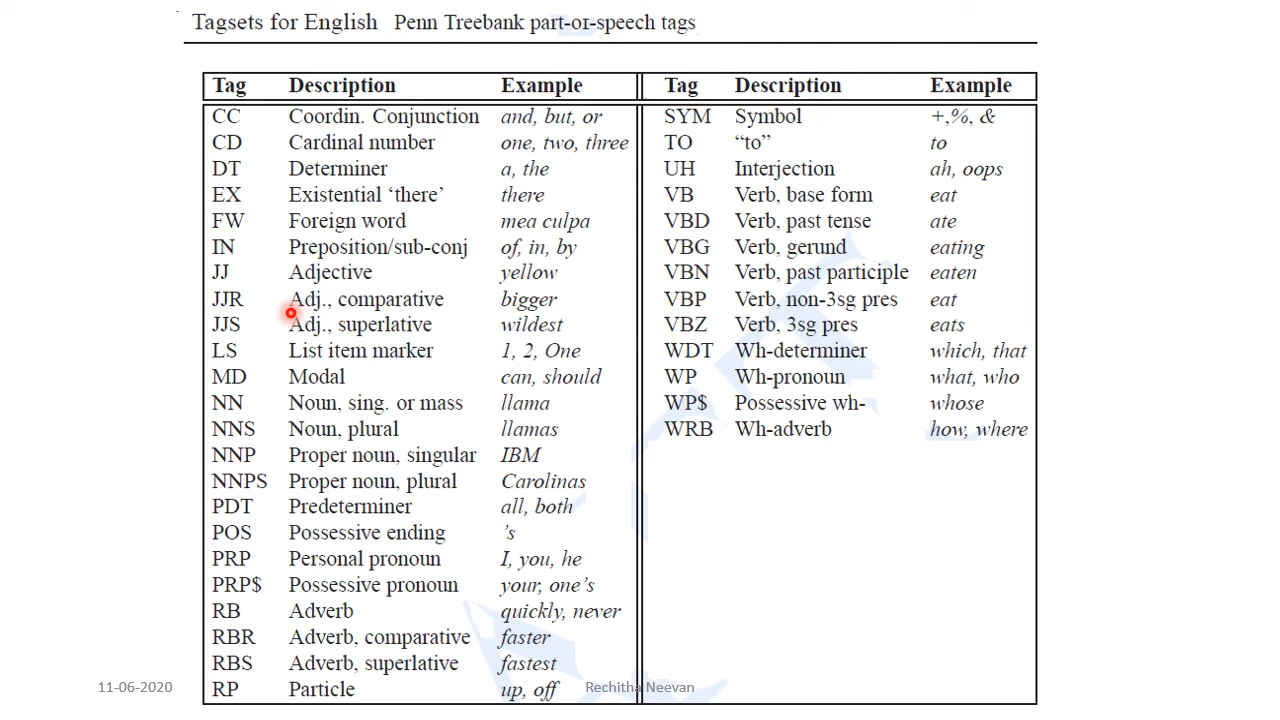 Tagsets for English Penn Treebank part-or-speech tags
Tag Description Example Tag Description Example
CC Coordin. Conjunction and, but, or SYM Symbol +,%, &
CD Cardinal number one, two, three TO “to” to
DT Determiner a, the UH Interjection ah, oops
EX Existential ‘there’ there VB Verb, base form eat
FW Foreign word mea culpa VBD Verb, past tense ate
IN Preposition/sub-conj of, in, by VBG Verb, gerund eating
JJ Adjective yellow VBN Verb, past participle eaten
JJR Adj., comparative bigger VBP Verb, non-3sg pres eat
JJS Adj., superlative wildest VBZ Verb, 3sg pres eats
LS List item marker 1, 2, One WDT Wh-determiner which, that
MD Modal can, should WP Wh-pronoun what, who
NN Noun, sing. or mass llama WP$ Possessive wh- whose
NNS Noun, plural llamas WRB Wh-adverb how, where
NNP Proper noun, singular IBM
NNPS Proper noun, plural Carolinas
PDT Predeterminer all, both
POS Possessive ending ’s
PRP Personal pronoun I, you, he
PRP$ Possessive pronoun your, one’s
RB Adverb quickly, never
RBR Adverb, comparative faster
RBS Adverb, superlative fastest
RP Particle up, off
11-06-2020 Rechitha Neevan